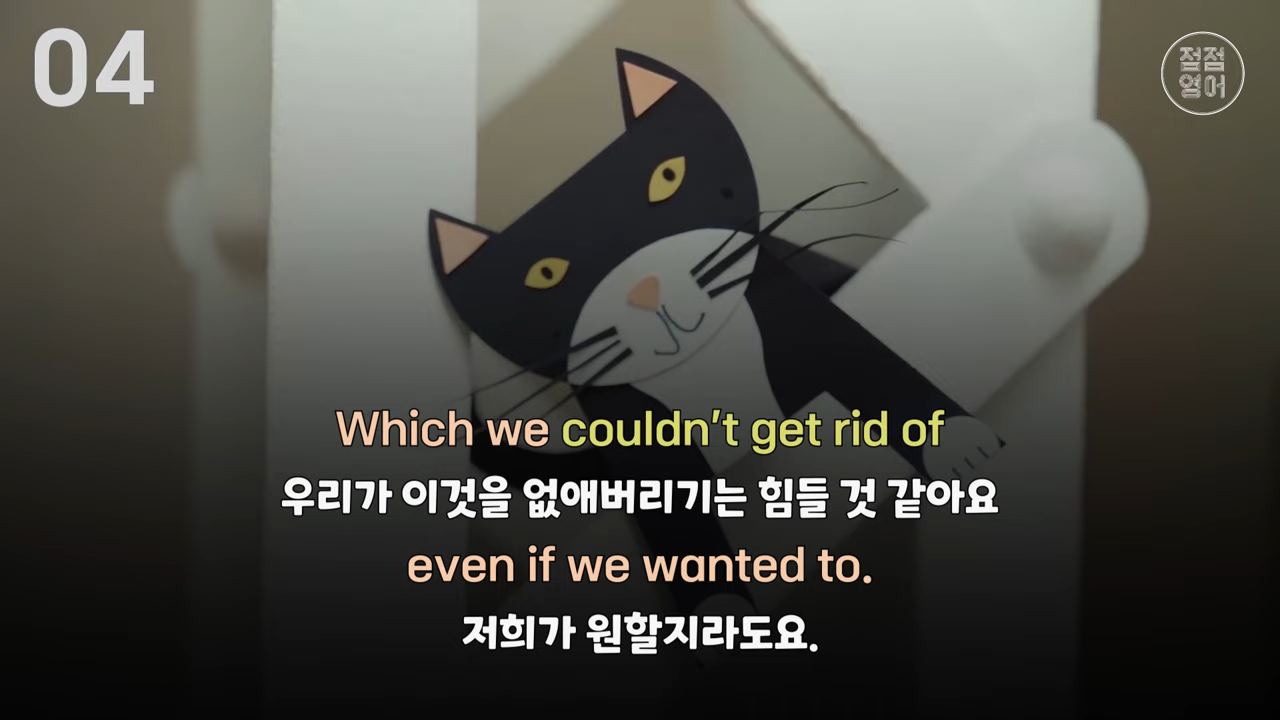 04
점점
영어
Which we couldn't get rid of
우리가 이것을 없애버리기는 힘들 것 같아요
even if we wanted to.
저희가 원할지라도요.